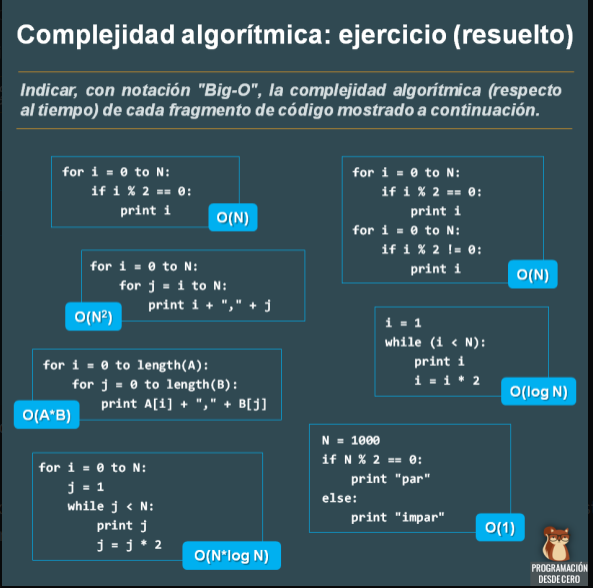 Complejidad algorítmica: ejercicio (resuelto)
Indicar, con notación "Big-O", la complejidad algorítmica (respecto
al tiempo) de cada fragmento de código mostrado a continuación.
for i = 0 to N:
if i % 2 == 0:
print i
O(N)
for i = 0 to N:
for j = i to N:
print i + "," + j
O(N²)
for i = 0 to length(A):
for j = 0 to length(B):
print A[i] + "," + B[j]
O(A*B)
for i = 0 to N:
j = 1
while j < N:
print j
j = j * 2
O(N*log N)
for i = 0 to N:
if i % 2 == 0:
print i
for i = 0 to N:
if i % 2 != 0:
print i
O(N)
i = 1
while (i < N):
print i
i = i * 2
O(log N)
N = 1000
if N % 2 == 0:
print "par"
else:
print "impar"
O(1)
PROGRAMACIÓN
DESDE CERO